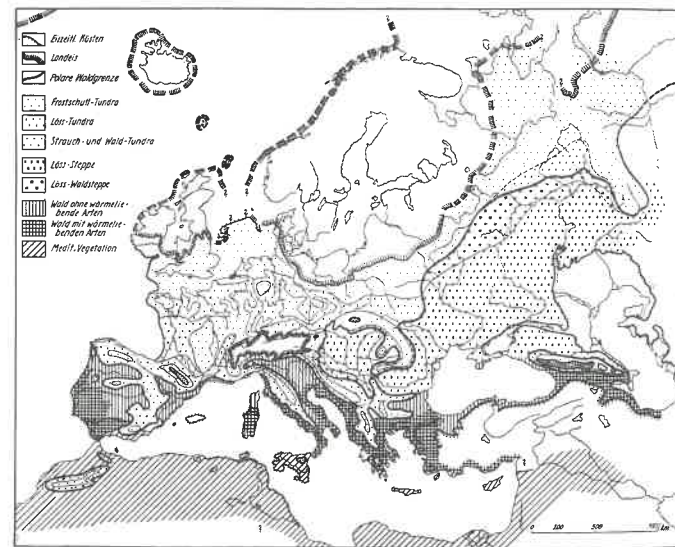 Eiszeitl. Küsten
Landeis
Polare Waldgrenze
Frostschutt-Tundra
Löss-Tundra
Strauch- und Wald-Tundra
Löss-Steppe
Löss-Waldsteppe
Wald ohne wärmelie-
bende Arten
Wald mit wärmelie-
benden Arten
Medit. Vegetation
0 100 500 km